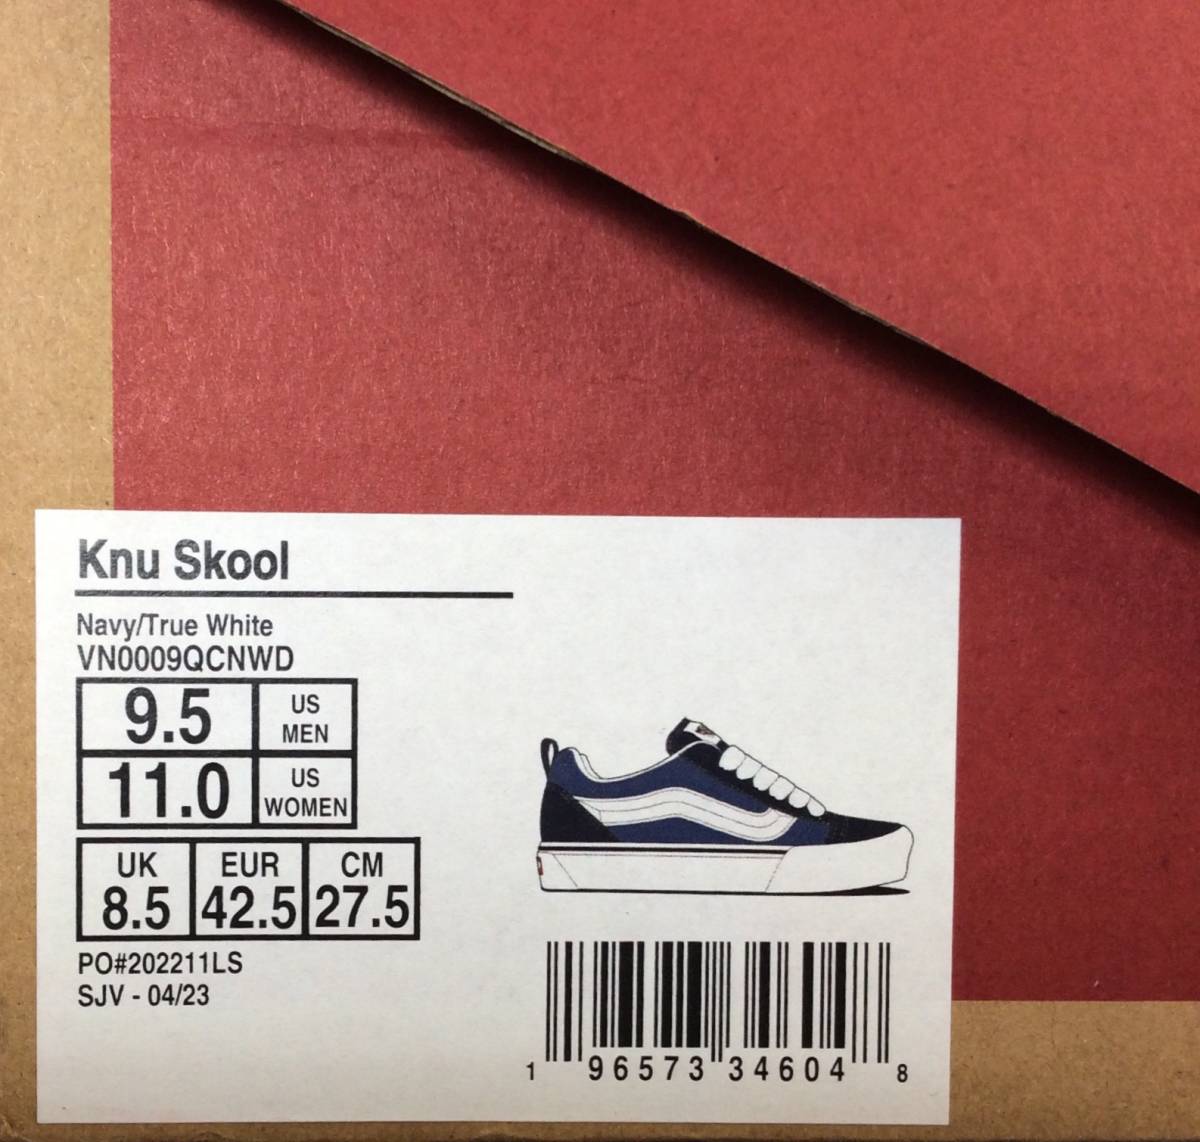 Knu Skool
Navy/True White
VN0009QCNWD
9.5 US MEN
11.0 US WOMEN
UK EUR CM
8.5 42.5 27.5
PO#202211LS
SJV - 04/23
1 96573 34604 8